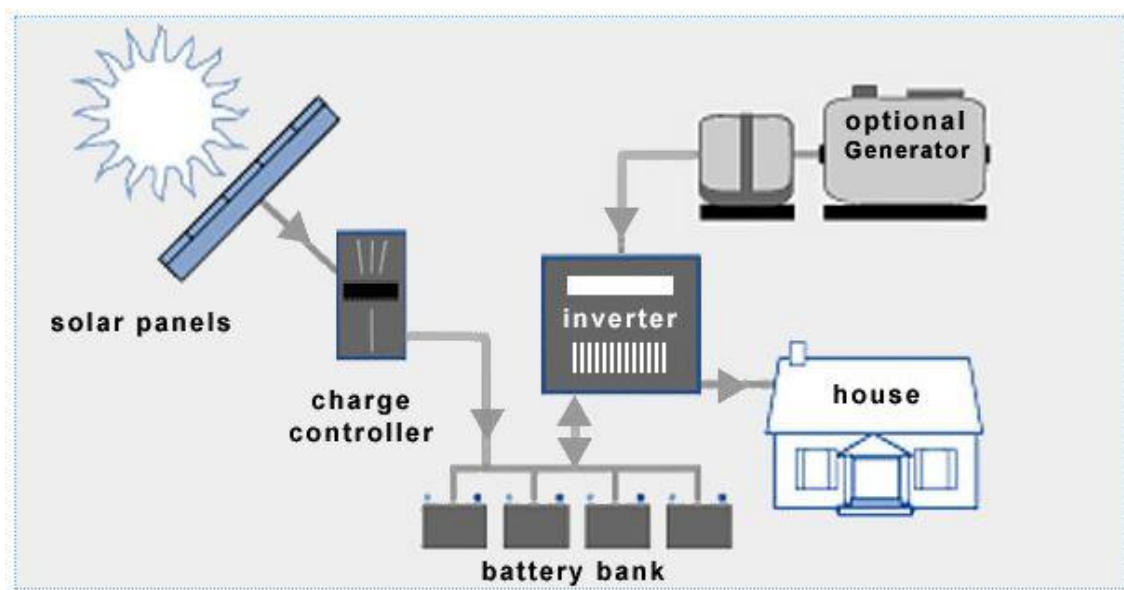 optional
Generator
solar panels
inverter
charge
controller
house
battery bank